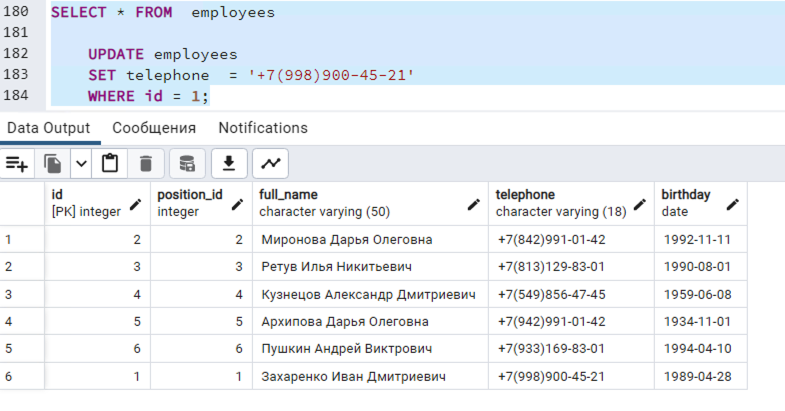 180 SELECT * FROM  employees
181
182 UPDATE employees
183 SET telephone  = '+7(998)900-45-21'
184 WHERE id = 1;
Data Output Сообщения Notifications
id position_id full_name telephone birthday
[PK] integer integer character varying (50) character varying (18) date
1 2 2 Миронова Дарья Олеговна +7(842)991-01-42 1992-11-11
2 3 3 Ретув Илья Никитьевич +7(813)129-83-01 1990-08-01
3 4 4 Кузнецов Александр Дмитриевич +7(549)856-47-45 1959-06-08
4 5 5 Архипова Дарья Олеговна +7(942)991-01-42 1934-11-01
5 6 6 Пушкин Андрей Виктрович +7(933)169-83-01 1994-04-10
6 1 1 Захаренко Иван Дмитриевич +7(998)900-45-21 1989-04-28